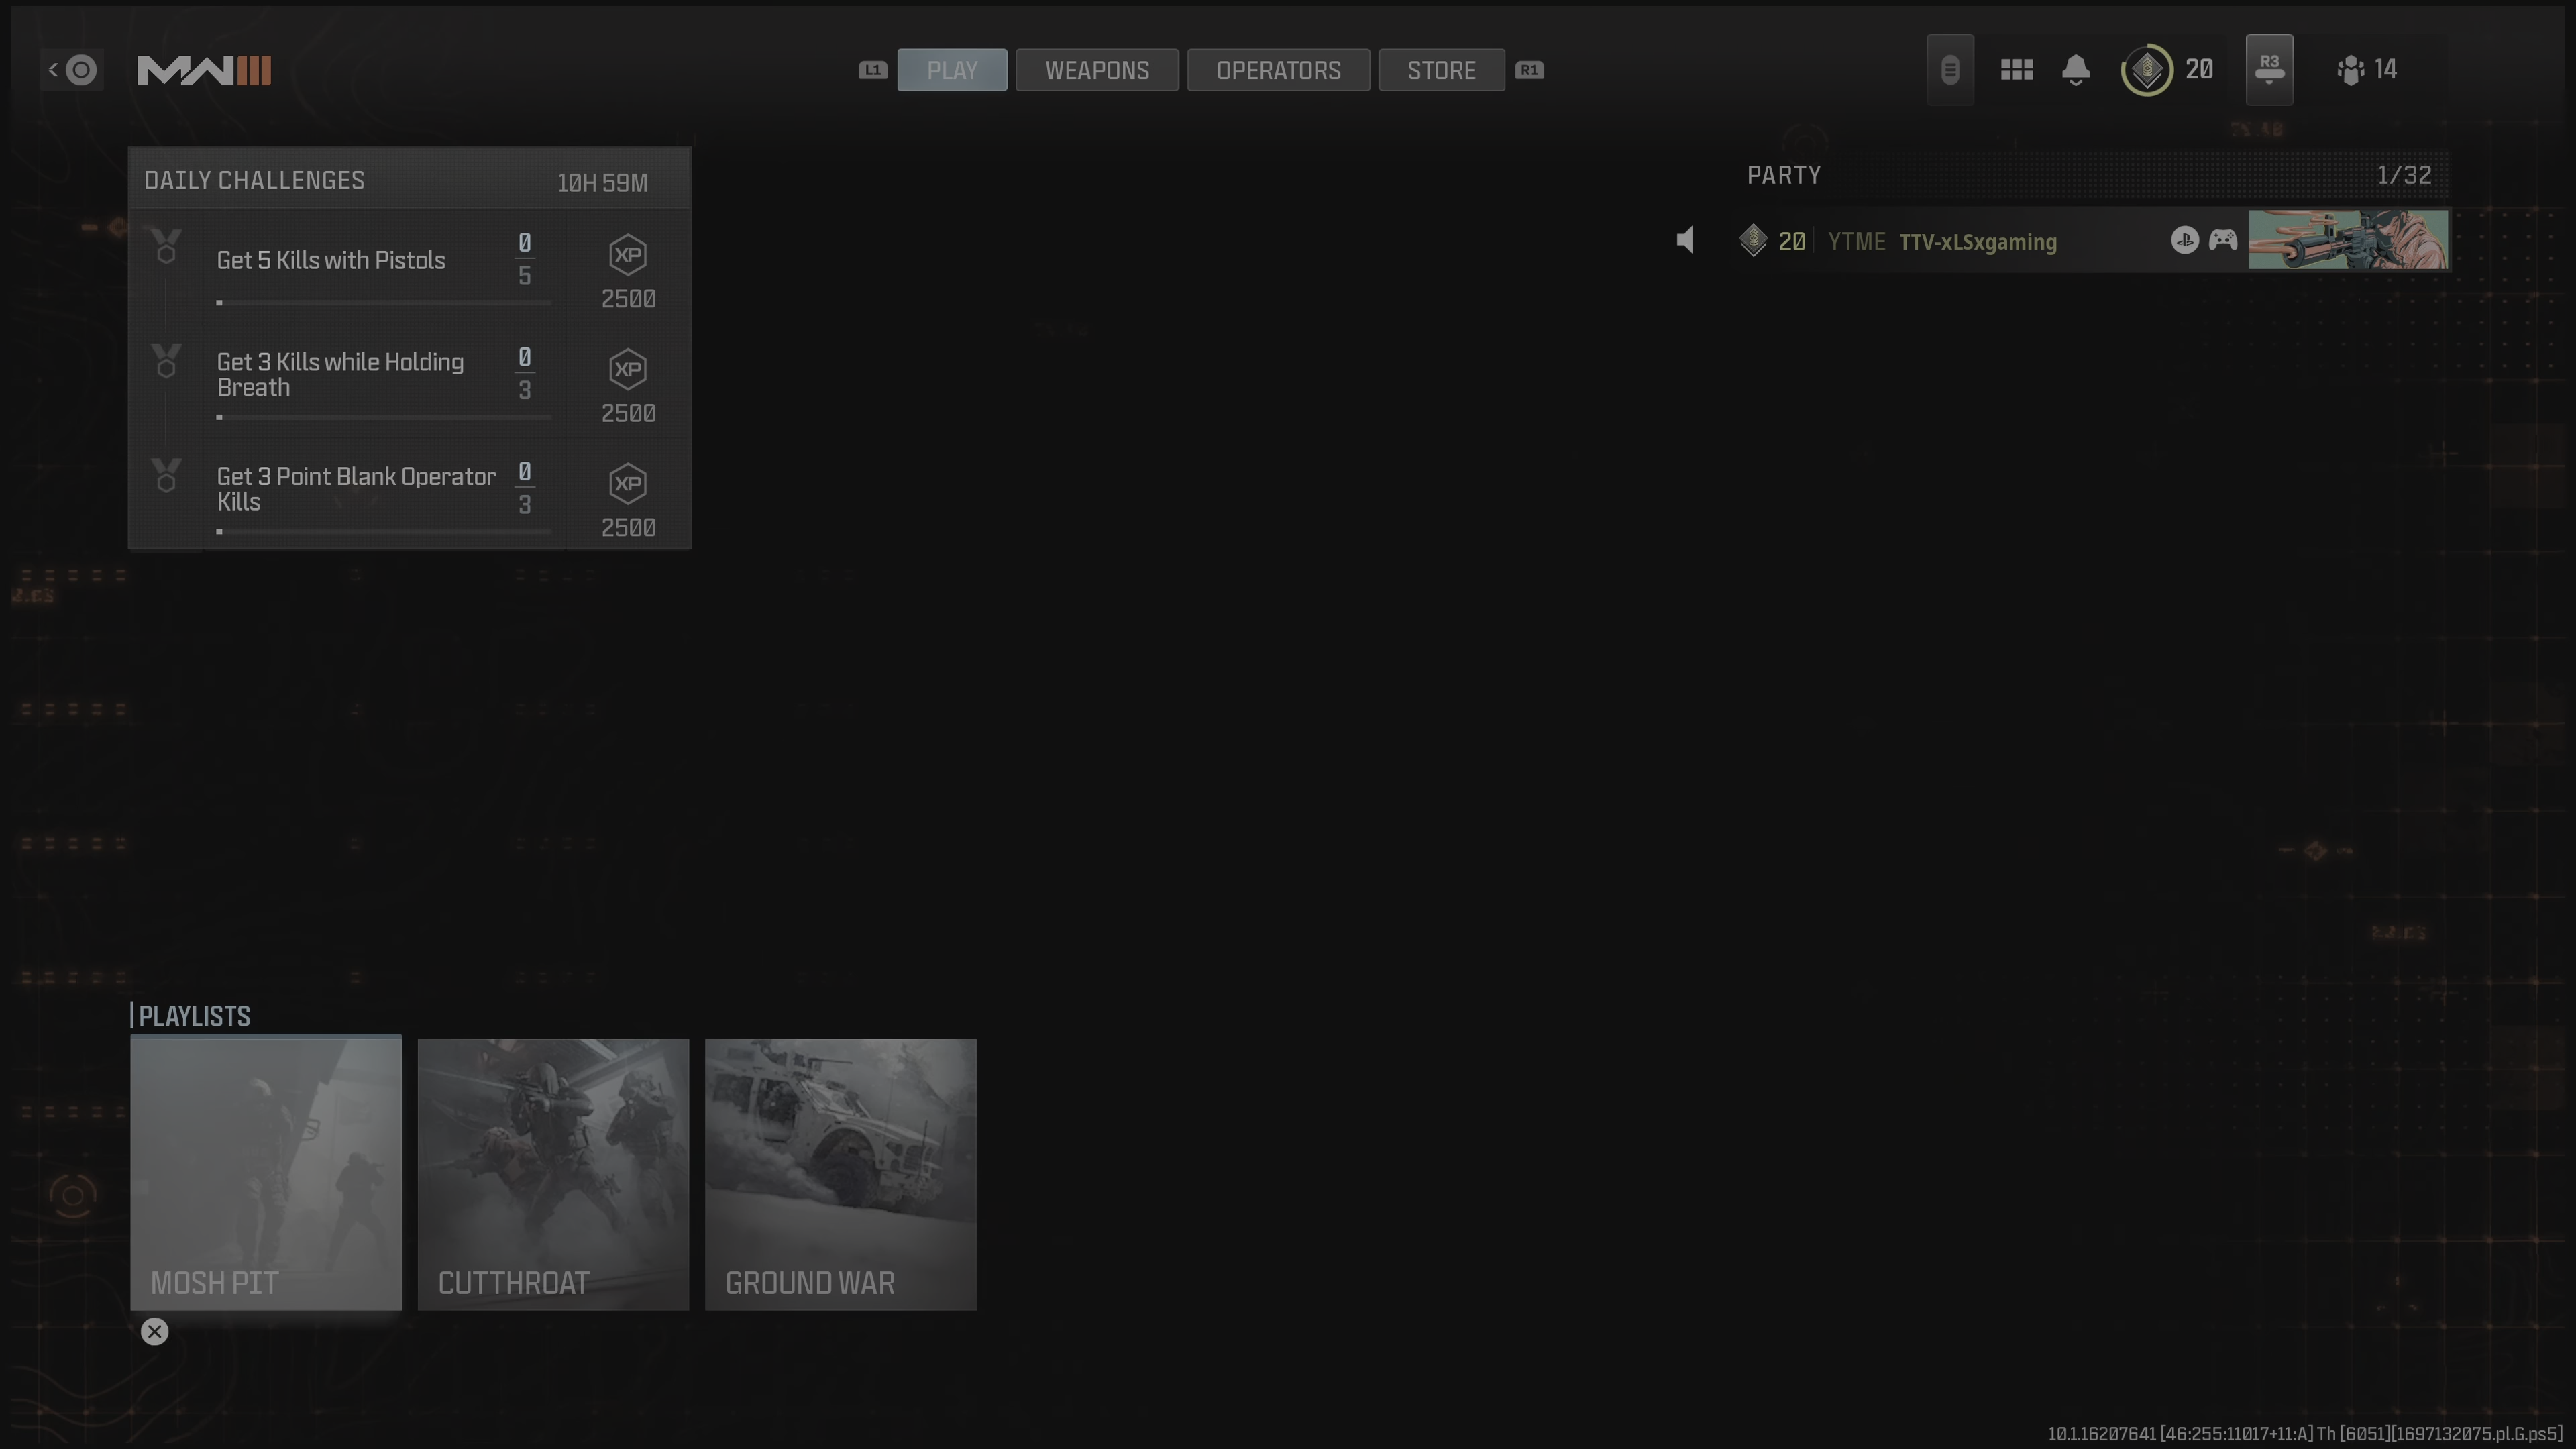 MWIII
L1 PLAY WEAPONS OPERATORS STORE R1
20 R3 14
DAILY CHALLENGES 10H 59M
Get 5 Kills with Pistols 0 5 XP 2500
Get 3 Kills while Holding
Breath 0 3 XP 2500
Get 3 Point Blank Operator
Kills 0 3 XP 2500
PARTY 1/32
20 YTME TTV-xLSxgaming
PLAYLISTS
MOSH PIT
CUTTHROAT
GROUND WAR
10.1.16207641 [46:255:11017+11:A] Th [6051][1697132075.pl.G.ps5]